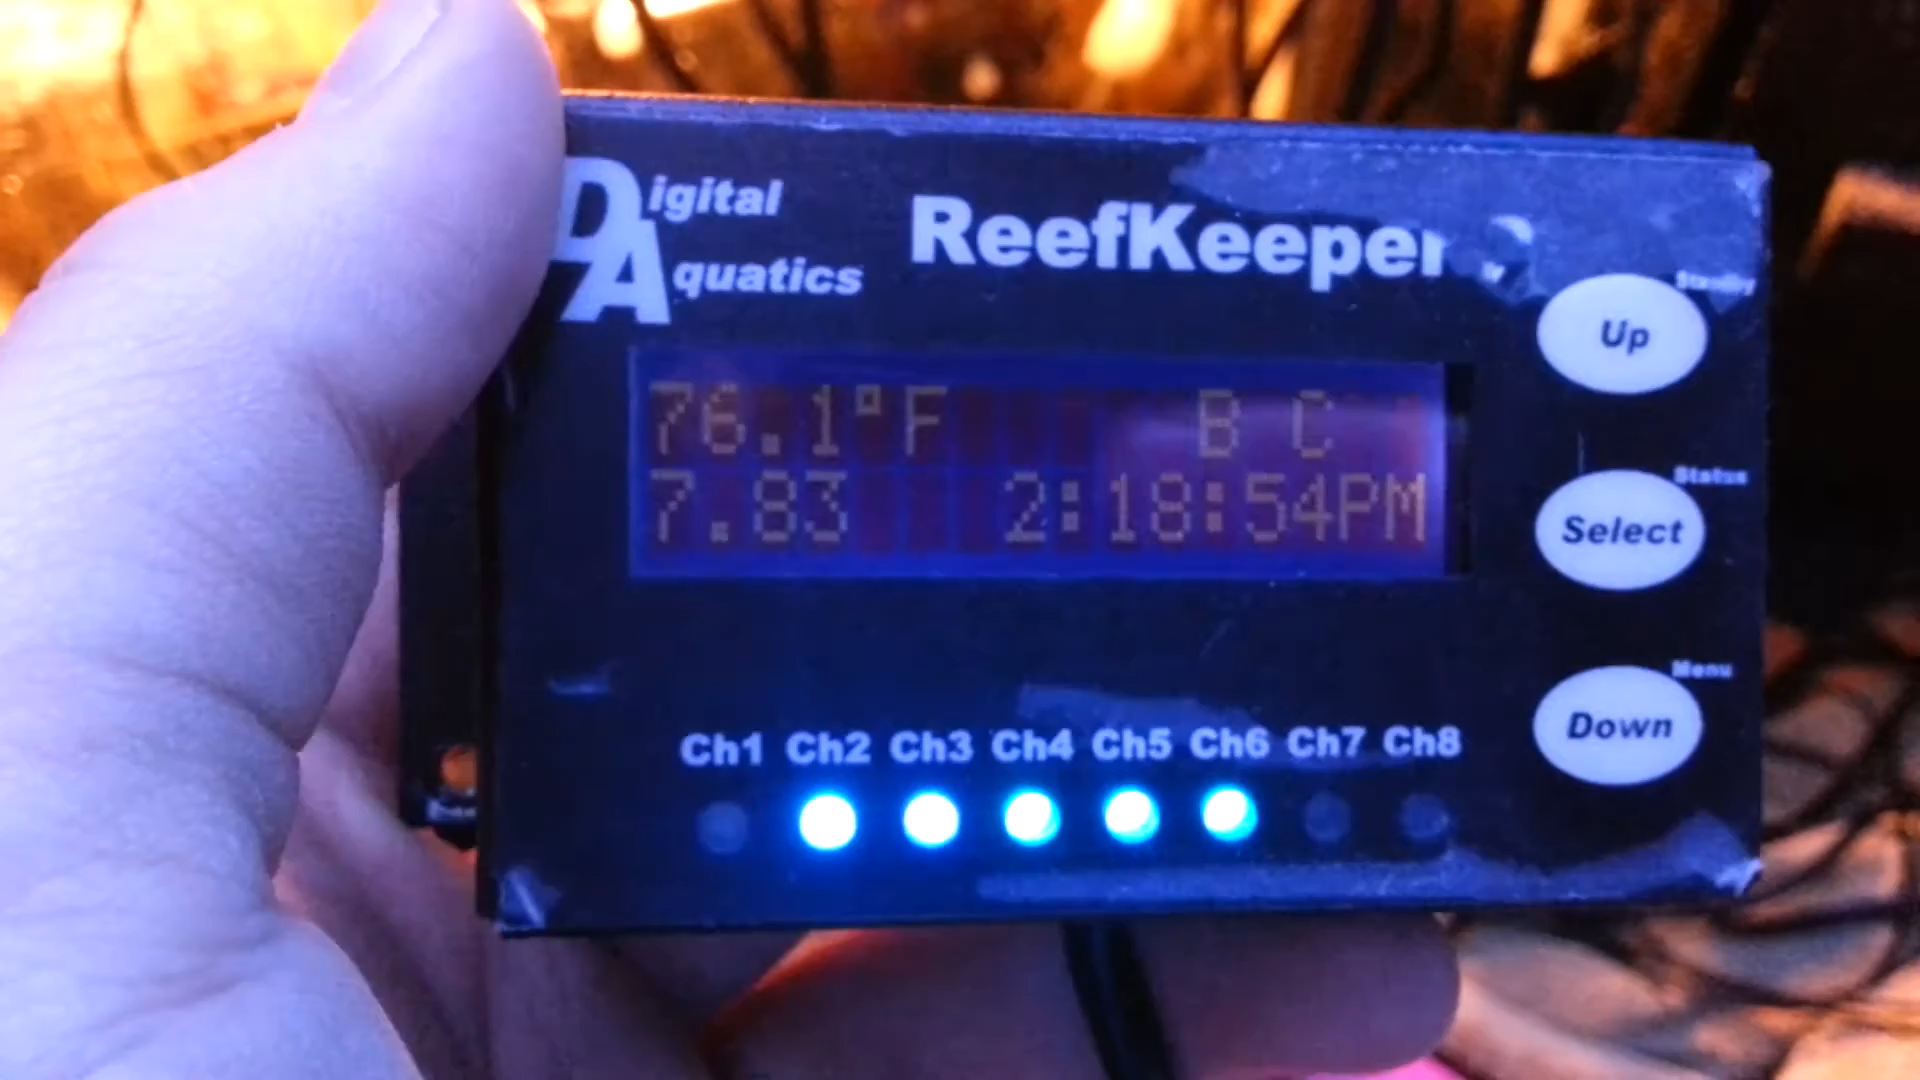 Digital
Aquatics
ReefKeeper
Standby
Up
76.1°F B C
7.83 2:18:54PM
Status
Select
Menu
Down
Ch1 Ch2 Ch3 Ch4 Ch5 Ch6 Ch7 Ch8